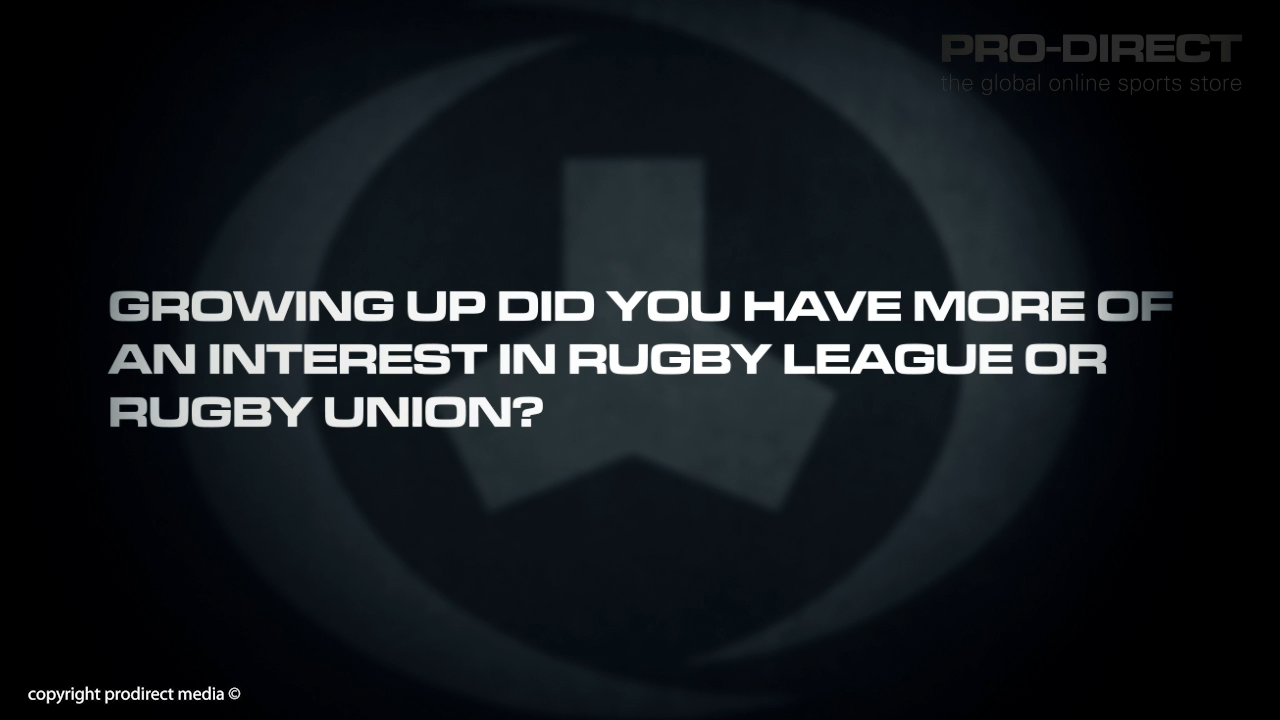 PRO-DIRECT
the global online sports store
GROWING UP DID YOU HAVE MORE OF
AN INTEREST IN RUGBY LEAGUE OR
RUGBY UNION?
copyright prodirect media ©